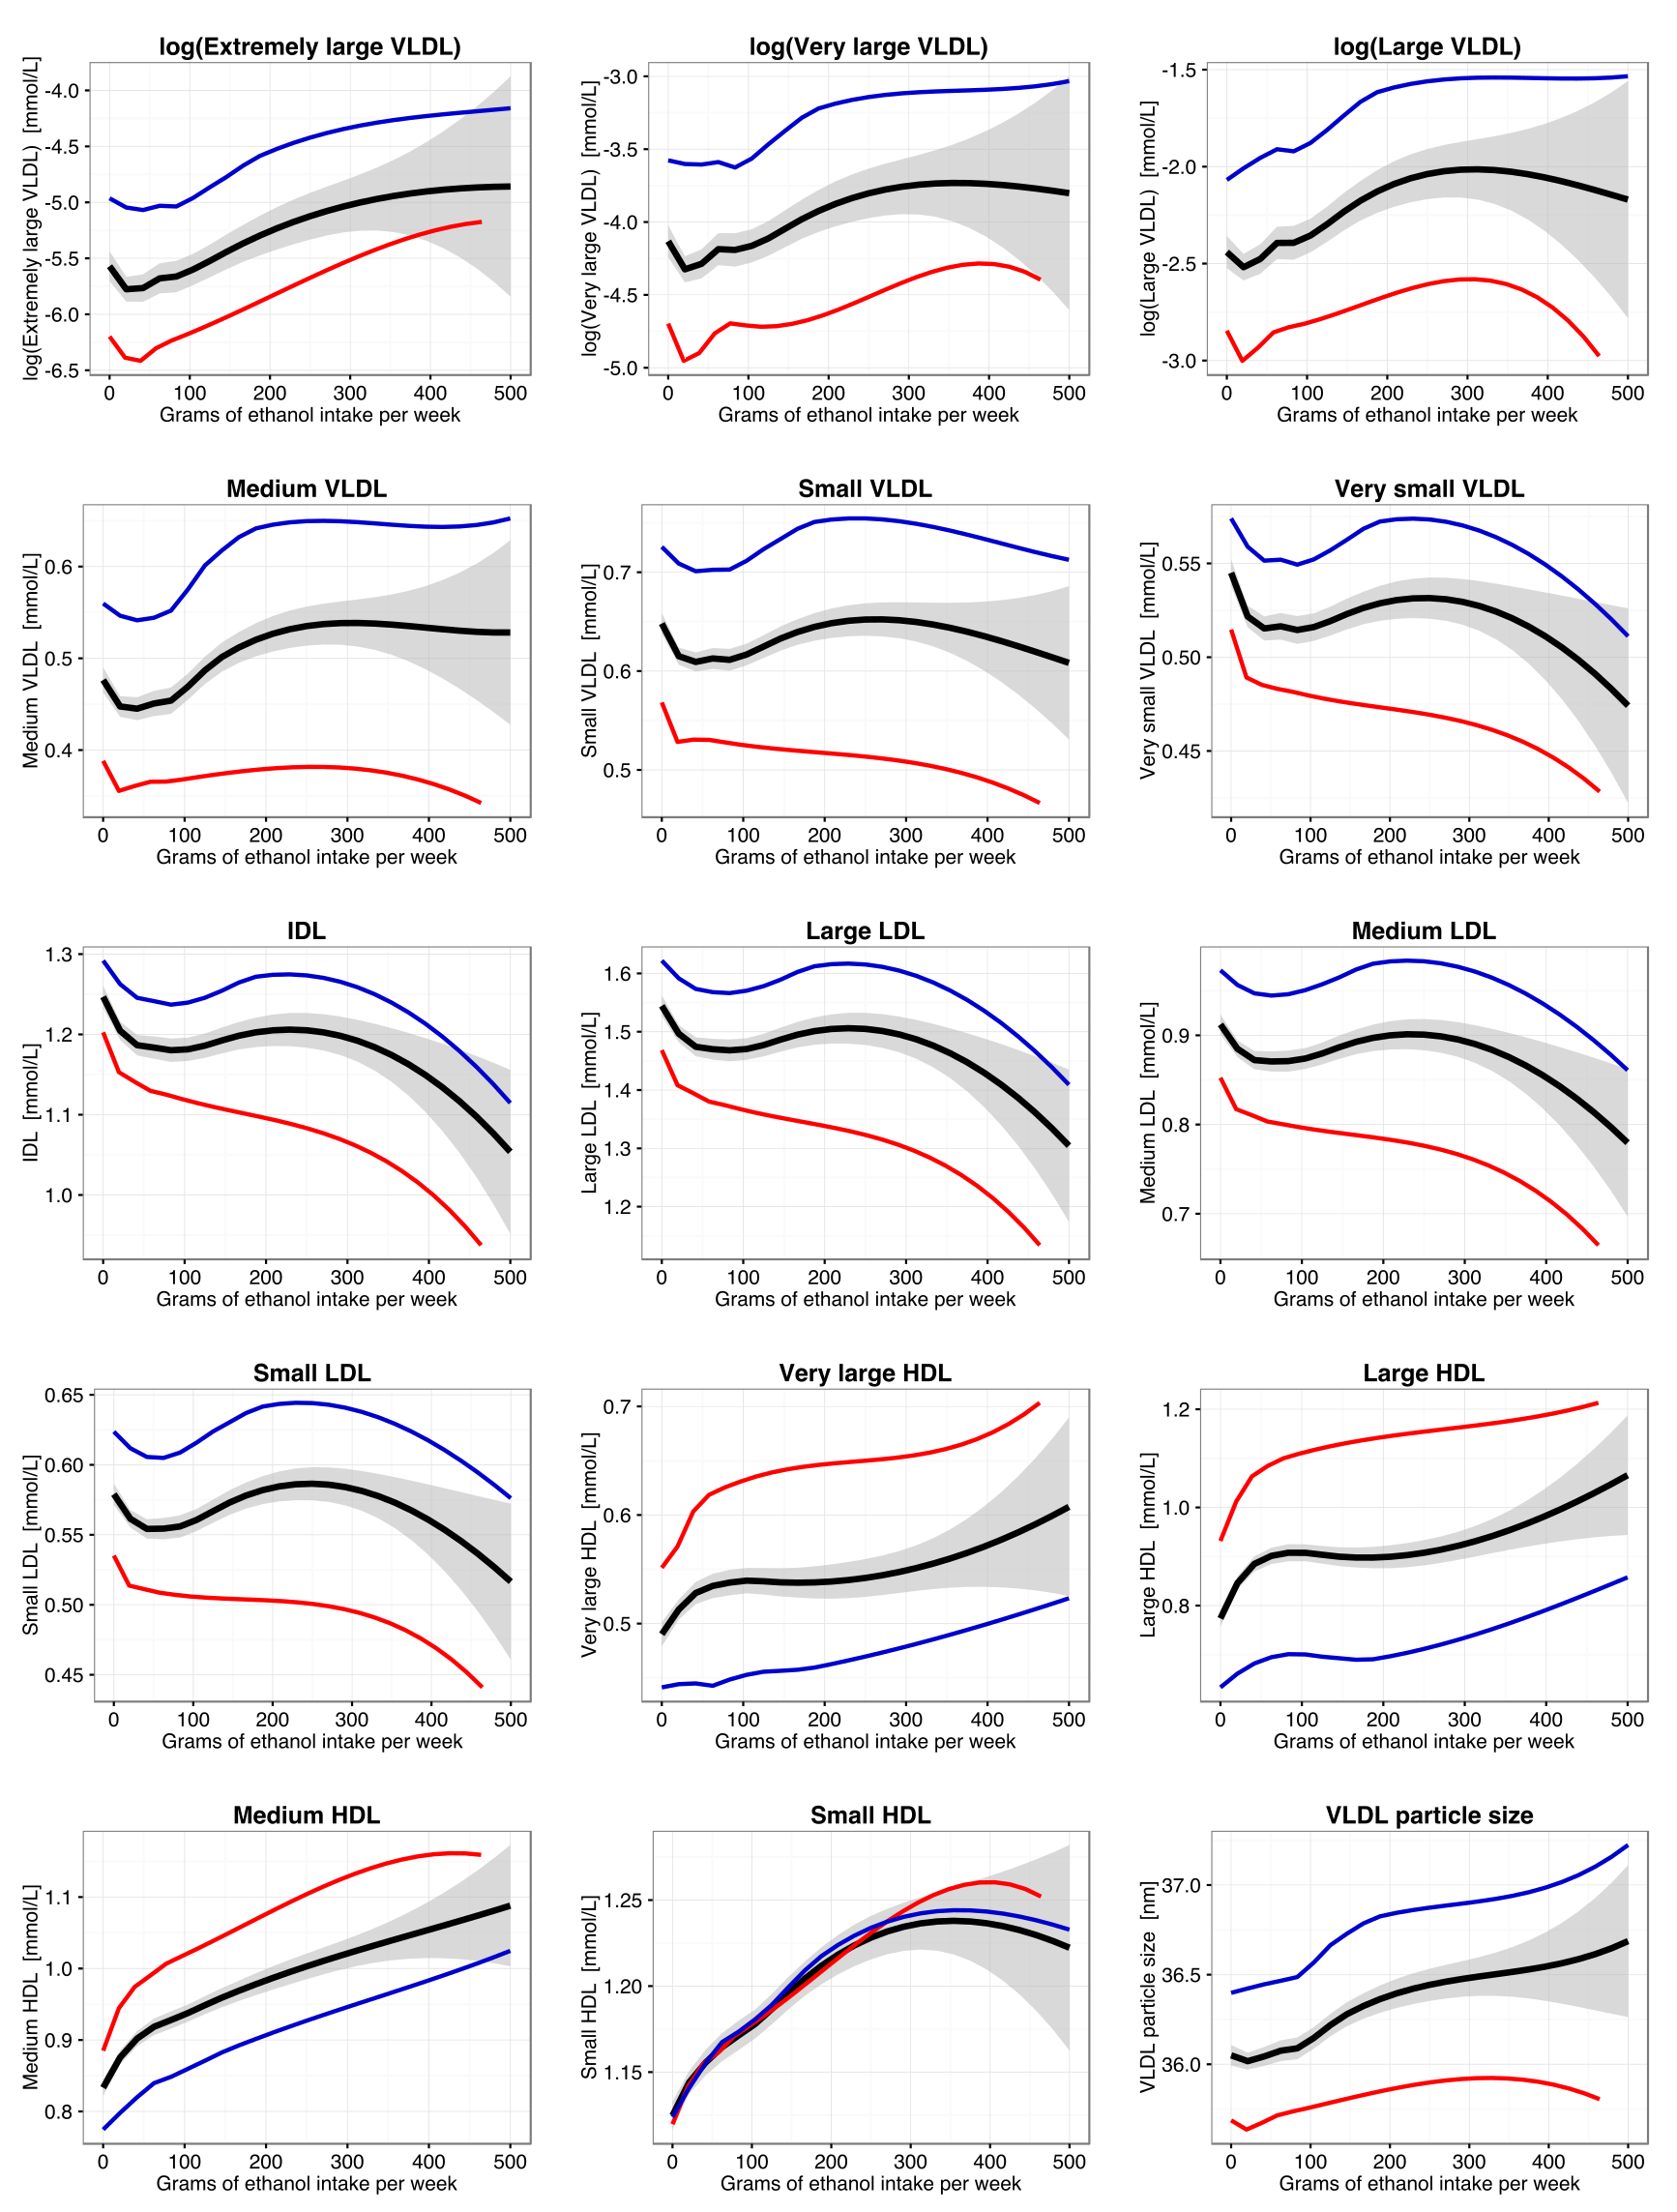 log(Extremely large VLDL)
log(Extremely large VLDL) [mmol/L]
-4.0
-4.5
-5.0
-5.5
-6.0
-6.5
0 100 200 300 400 500
Grams of ethanol intake per week
log(Very large VLDL)
log(Very large VLDL) [mmol/L]
-3.0
-3.5
-4.0
-4.5
-5.0
0 100 200 300 400 500
Grams of ethanol intake per week
log(Large VLDL)
log(Large VLDL) [mmol/L]
-1.5
-2.0
-2.5
-3.0
0 100 200 300 400 500
Grams of ethanol intake per week
Medium VLDL
Medium VLDL [mmol/L]
0.6
0.5
0.4
0 100 200 300 400 500
Grams of ethanol intake per week
Small VLDL
Small VLDL [mmol/L]
0.7
0.6
0.5
0 100 200 300 400 500
Grams of ethanol intake per week
Very small VLDL
Very small VLDL [mmol/L]
0.55
0.50
0.45
0 100 200 300 400 500
Grams of ethanol intake per week
IDL
IDL [mmol/L]
1.3
1.2
1.1
1.0
0 100 200 300 400 500
Grams of ethanol intake per week
Large LDL
Large LDL [mmol/L]
1.6
1.5
1.4
1.3
1.2
0 100 200 300 400 500
Grams of ethanol intake per week
Medium LDL
Medium LDL [mmol/L]
0.9
0.8
0.7
0 100 200 300 400 500
Grams of ethanol intake per week
Small LDL
Small LDL [mmol/L]
0.65
0.60
0.55
0.50
0.45
0 100 200 300 400 500
Grams of ethanol intake per week
Very large HDL
Very large HDL [mmol/L]
0.7
0.6
0.5
0 100 200 300 400 500
Grams of ethanol intake per week
Large HDL
Large HDL [mmol/L]
1.2
1.0
0.8
0 100 200 300 400 500
Grams of ethanol intake per week
Medium HDL
Medium HDL [mmol/L]
1.1
1.0
0.9
0.8
0 100 200 300 400 500
Grams of ethanol intake per week
Small HDL
Small HDL [mmol/L]
1.25
1.20
1.15
0 100 200 300 400 500
Grams of ethanol intake per week
VLDL particle size
VLDL particle size [nm]
37.0
36.5
36.0
0 100 200 300 400 500
Grams of ethanol intake per week